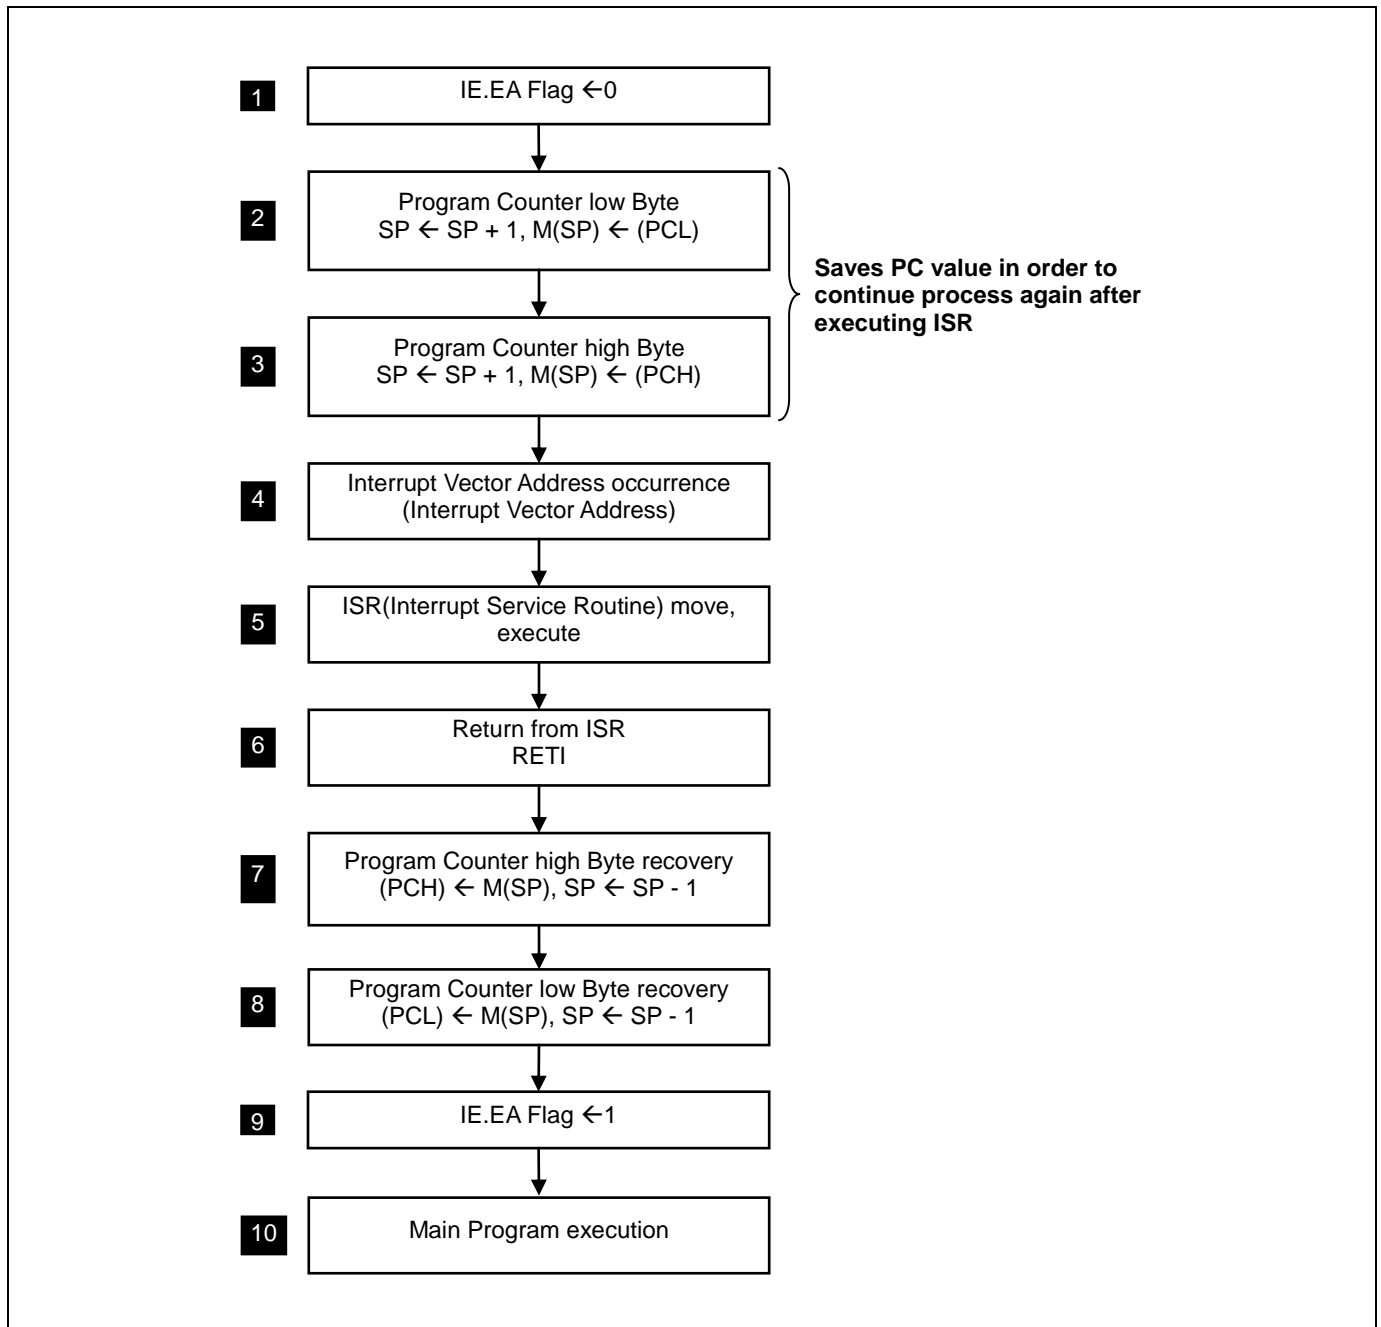 1
IE.EA Flag ←0
2
Program Counter low Byte
SP ← SP + 1, M(SP) ← (PCL)
Saves PC value in order to
continue process again after
executing ISR
3
Program Counter high Byte
SP ← SP + 1, M(SP) ← (PCH)
4
Interrupt Vector Address occurrence
(Interrupt Vector Address)
5
ISR(Interrupt Service Routine) move,
execute
6
Return from ISR
RETI
7
Program Counter high Byte recovery
(PCH) ← M(SP), SP ← SP - 1
8
Program Counter low Byte recovery
(PCL) ← M(SP), SP ← SP - 1
9
IE.EA Flag ←1
10
Main Program execution